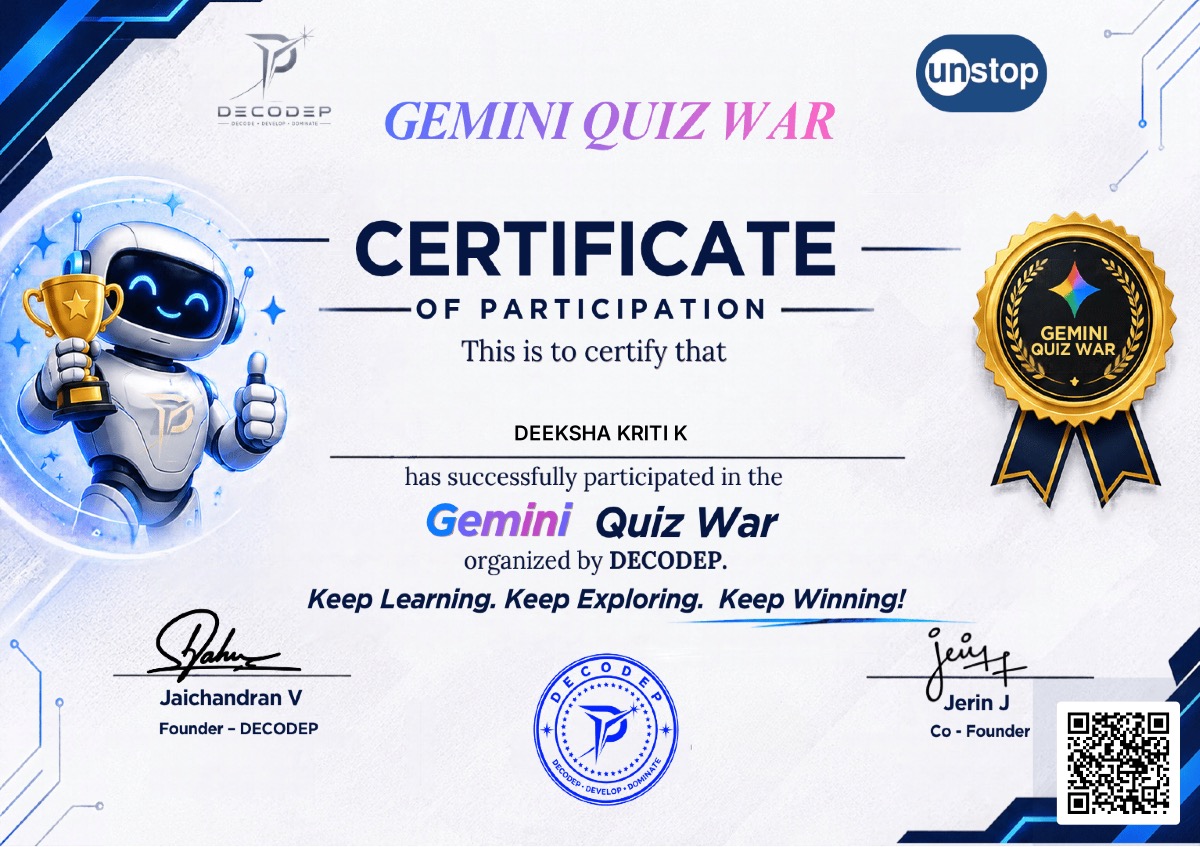 DECODEP
DECODE • DEVELOP • DOMINATE
unstop
GEMINI QUIZ WAR
CERTIFICATE
OF PARTICIPATION
This is to certify that
GEMINI
QUIZ WAR
DEEKSHA KRITI K
has successfully participated in the
Gemini Quiz War
organized by DECODEP.
Keep Learning. Keep Exploring. Keep Winning!
Jaichandran V
Founder – DECODEP
DECODEP
DECODEP • DEVELOP • DOMINATE
Jerin J
Co - Founder